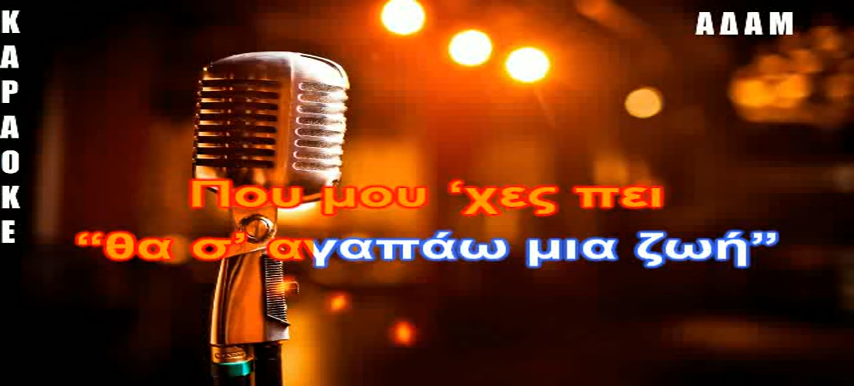 ΚΑΡΑΟΚΕ
ΑΔΑΜ
Που μου ‘χες πει
“θα σ’ αγαπάω μια ζωή”